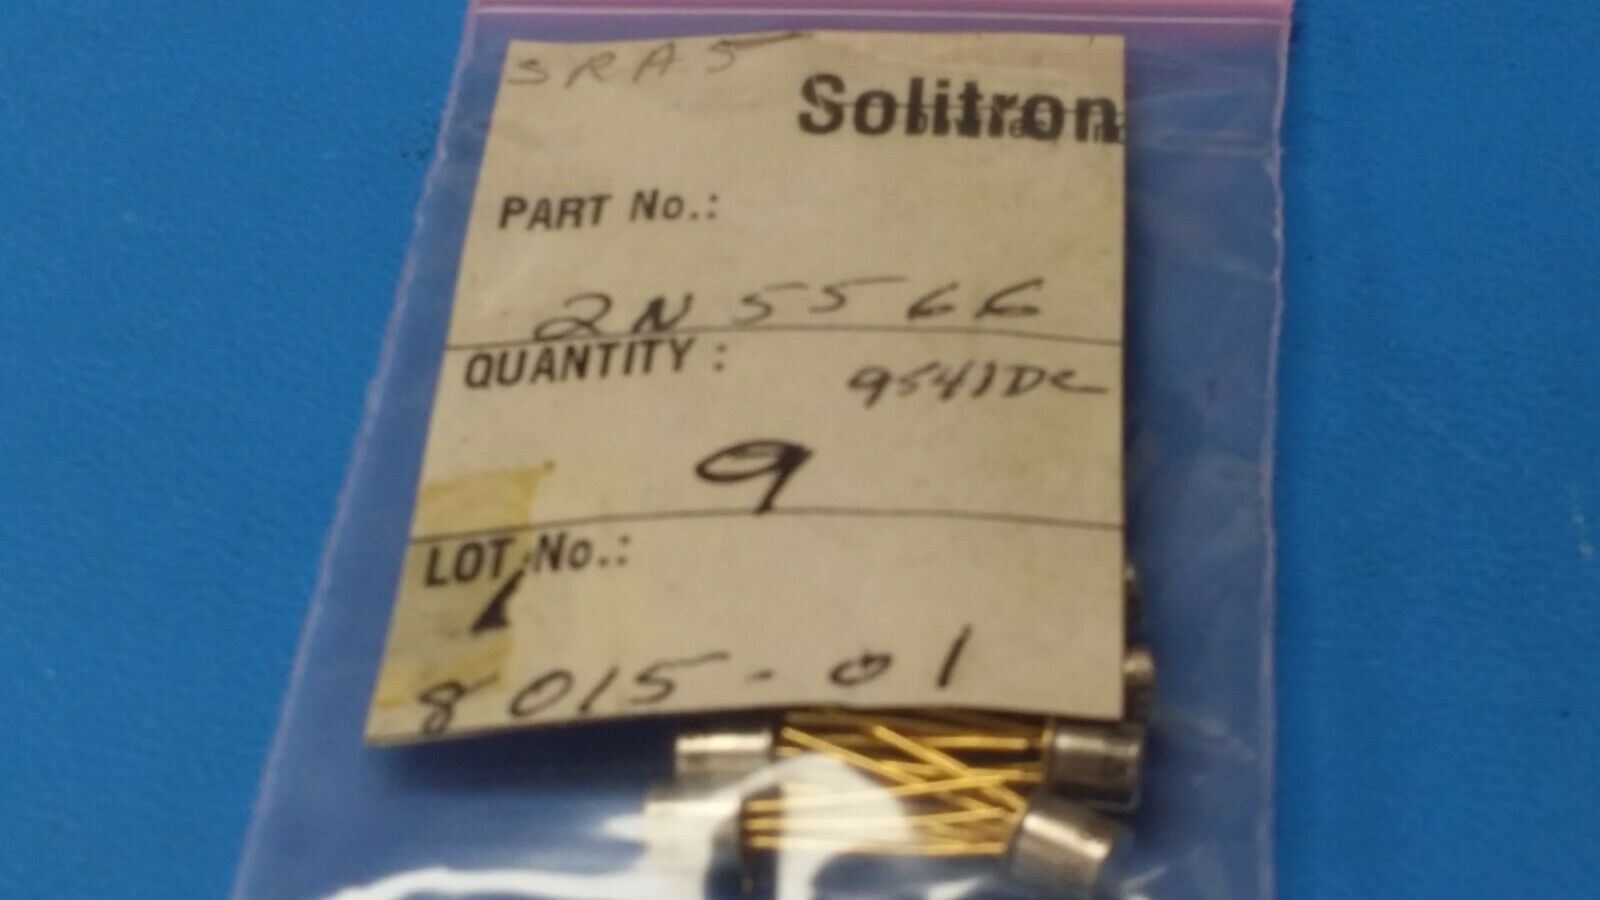 SRA5
Solitron
PART No.:
2N5566
QUANTITY:
9541DC
9
LOT No.:
8015-01